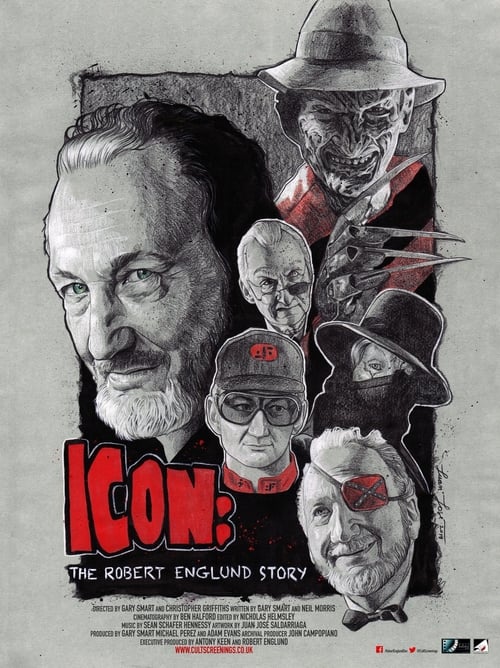 ICON:
THE ROBERT ENGLUND STORY
DIRECTED BY GARY SMART AND CHRISTOPHER GRIFFITHS WRITTEN BY GARY SMART AND NEIL MORRIS
CINEMATOGRAPHY BY BEN HALFORD EDITED BY NICHOLAS HELMSLEY
MUSIC BY SEAN SCHAFER HENNESSY ARTWORK BY JUAN JOSÉ SALDARRIAGA
PRODUCED BY GARY SMART MICHAEL PEREZ AND ADAM EVANS ARCHIVAL PRODUCER JOHN CAMPOPIANO
EXECUTIVE PRODUCED BY ANTONY KEEN AND ROBERT ENGLUND
WWW.CULTSCREENINGS.CO.UK